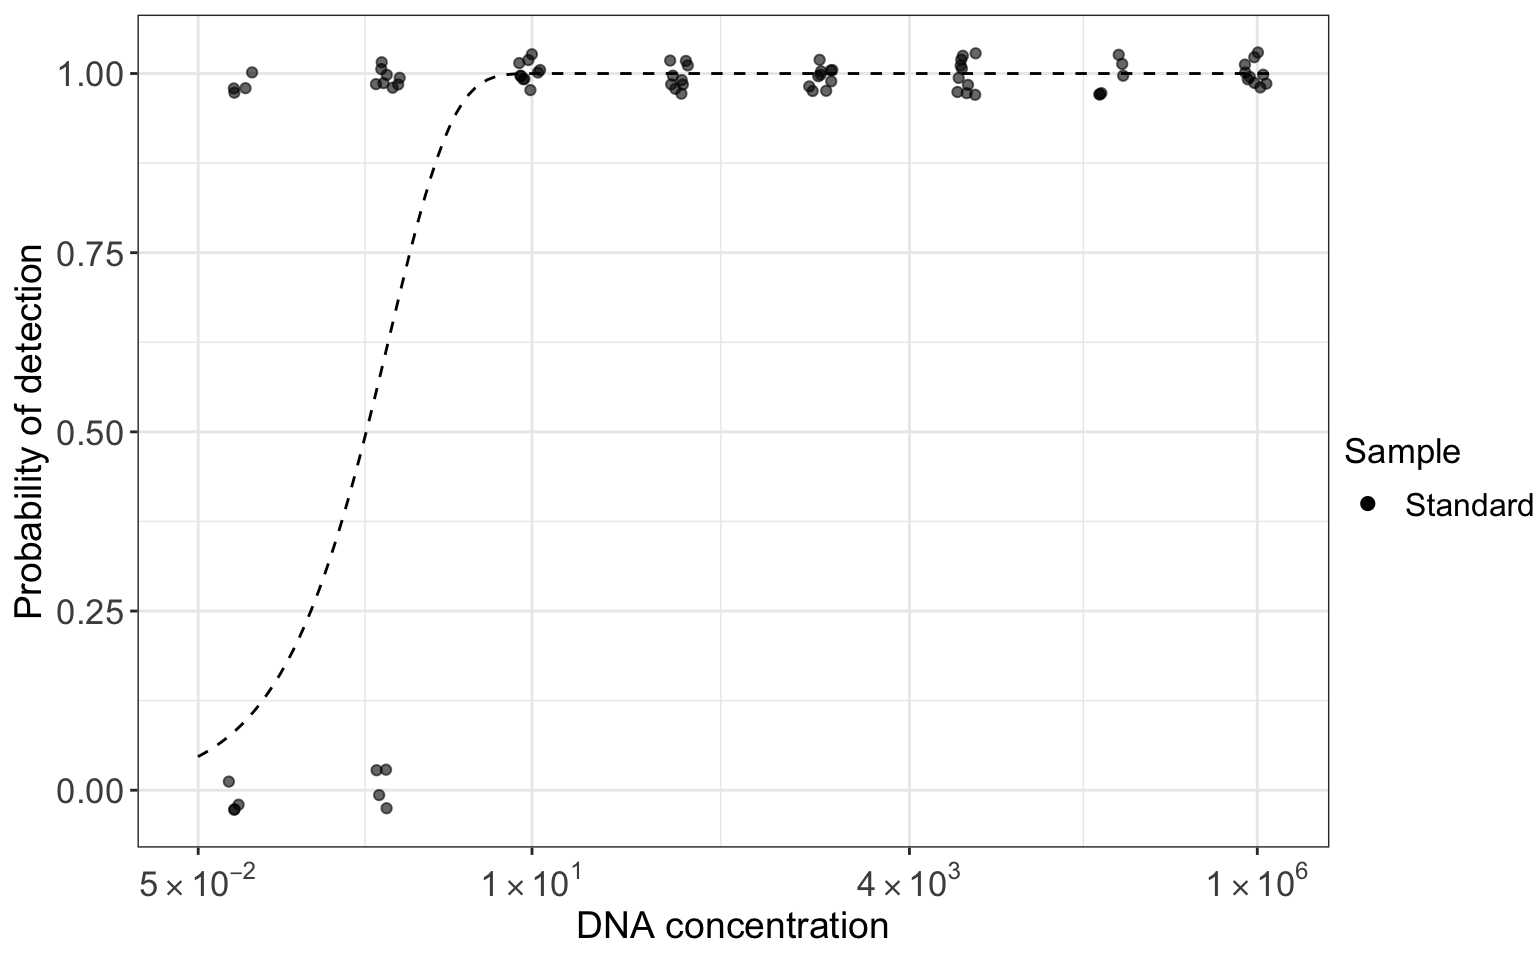 Probability of detection
1.00
0.75
0.50
0.25
0.00
5 × 10⁻²
1 × 10¹
4 × 10³
1 × 10⁶
DNA concentration
Sample
Standard